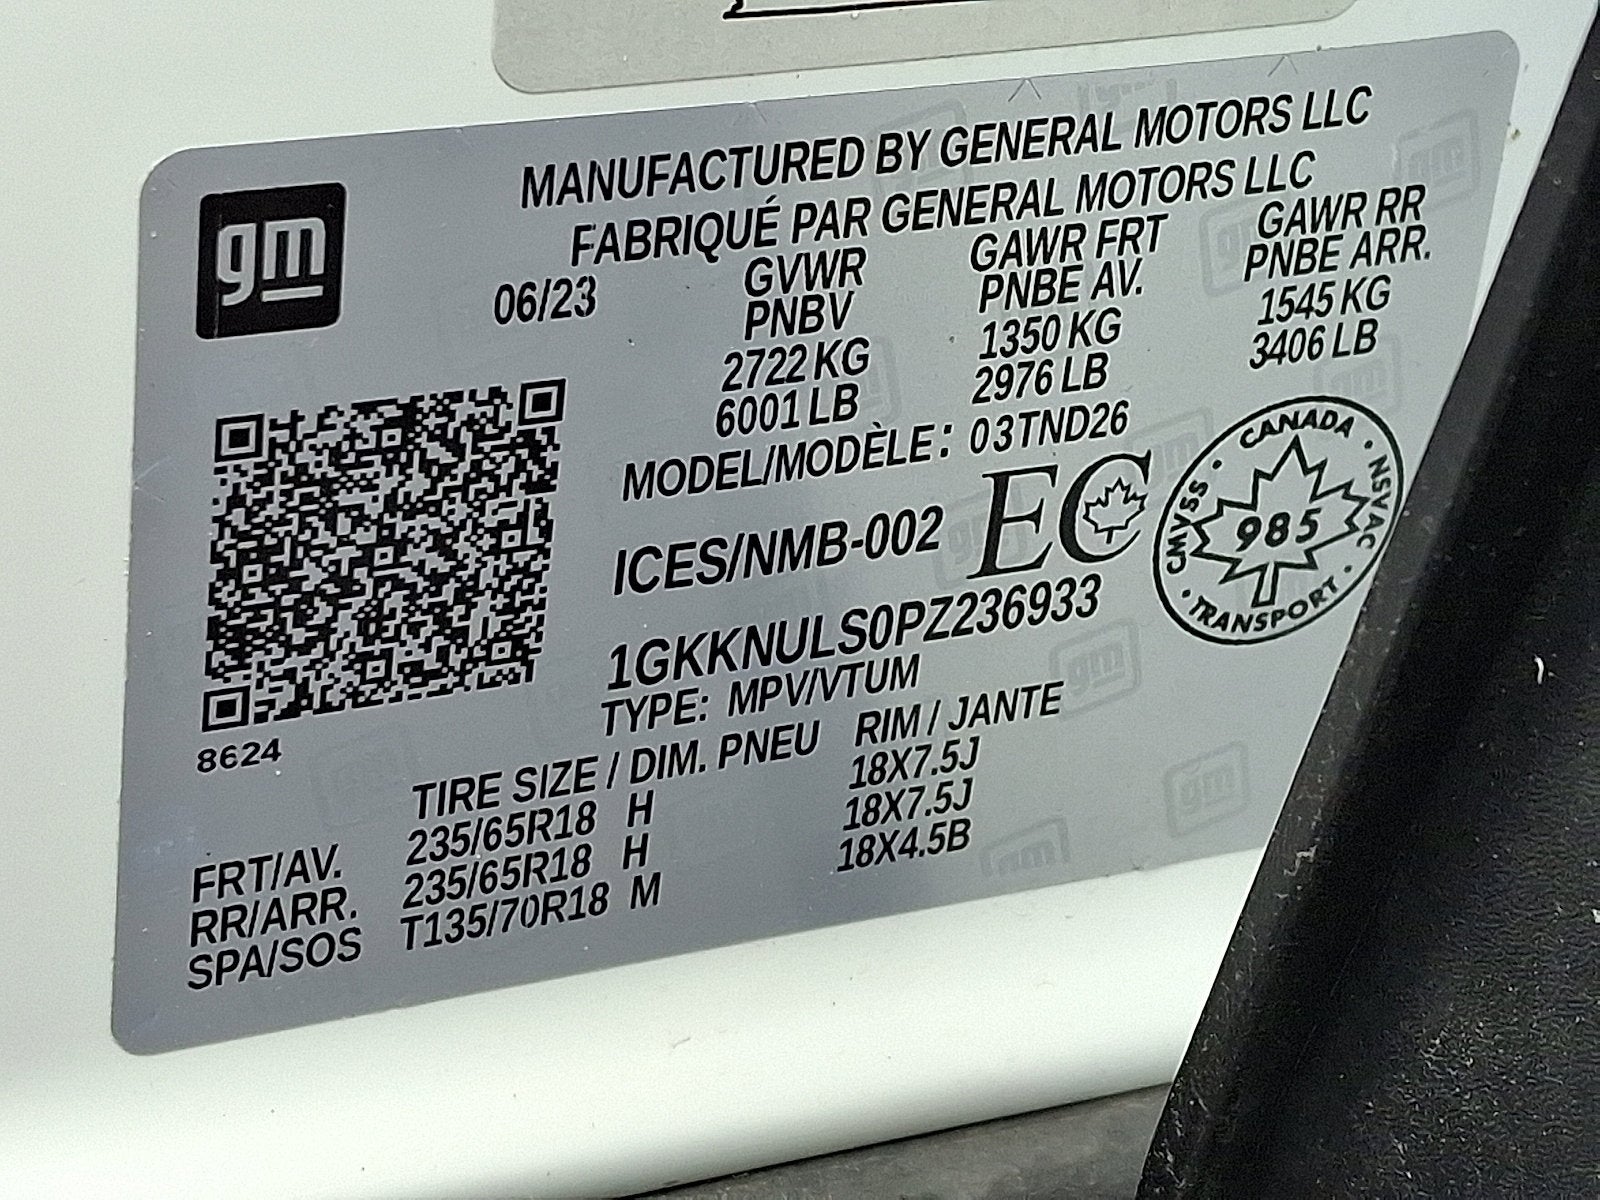 gm
MANUFACTURED BY GENERAL MOTORS LLC
FABRIQUÉ PAR GENERAL MOTORS LLC
06/23
GVWR GAWR FRT GAWR RR
PNBV PNBE AV. PNBE ARR.
2722 KG 1350 KG 1545 KG
6001 LB 2976 LB 3406 LB
MODEL/MODÈLE: 03TND26
ICES/NMB-002 EC
CANADA · NSVAC · TRANSPORT · CMVSS ·
985
1GKKNULS0PZ236933
TYPE: MPV/VTUM
8624
TIRE SIZE / DIM. PNEU RIM / JANTE
FRT/AV. 235/65R18 H 18X7.5J
RR/ARR. 235/65R18 H 18X7.5J
SPA/SOS T135/70R18 M 18X4.5B